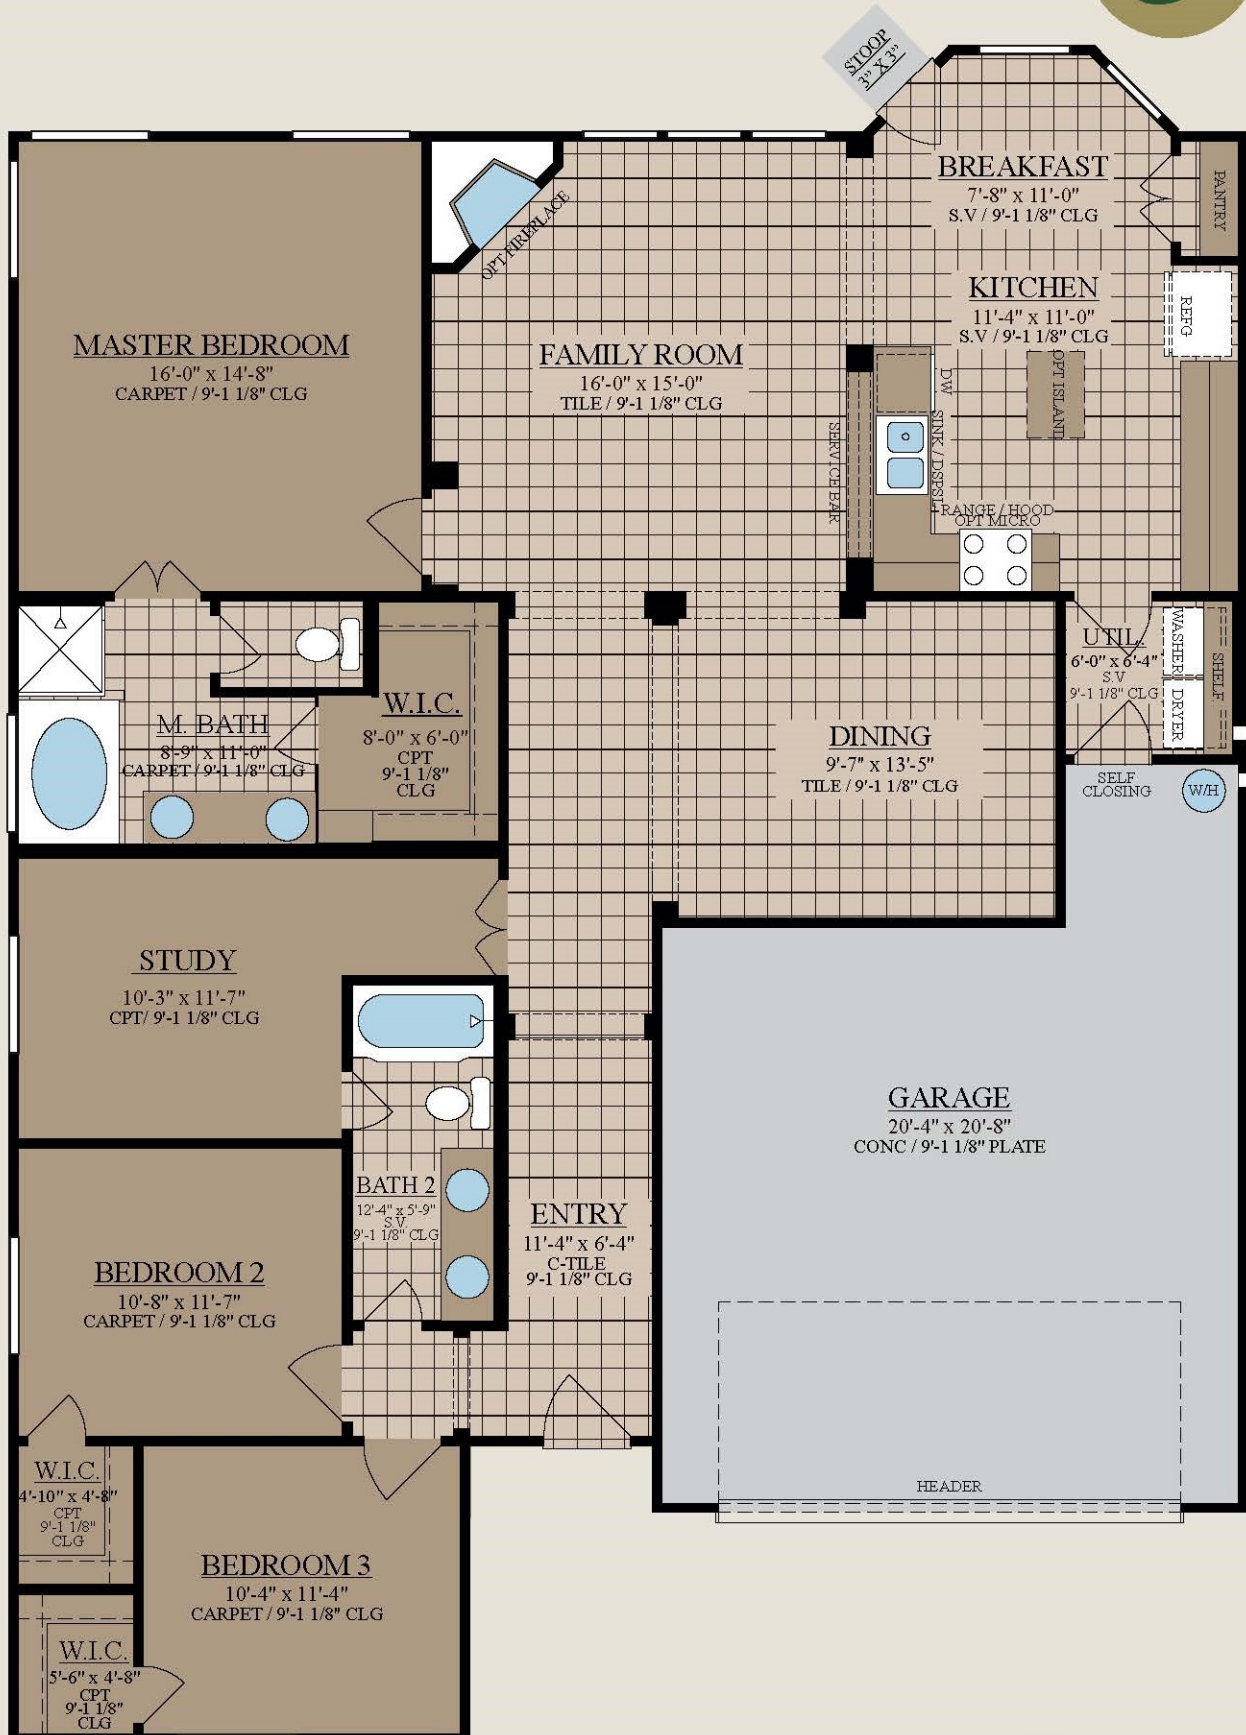 STOOP
3" X 3"
BREAKFAST
7'-8" x 11'-0"
S.V / 9'-1 1/8" CLG
PANTRY
OPT FIREPLACE
KITCHEN
11'-4" x 11'-0"
S.V / 9'-1 1/8" CLG
REFG
MASTER BEDROOM
16'-0" x 14'-8"
CARPET / 9'-1 1/8" CLG
FAMILY ROOM
16'-0" x 15'-0"
TILE / 9'-1 1/8" CLG
DW
OPT ISLAND
SINK / DSPSL
SERVICE BAR
RANGE / HOOD
OPT MICRO
UTIL.
6'-0" x 6'-4"
S.V
9'-1 1/8" CLG
WASHER
DRYER
SHELF
W.I.C.
8'-0" x 6'-0"
CPT
9'-1 1/8"
CLG
M. BATH
8'-9" x 11'-0"
CARPET / 9'-1 1/8" CLG
DINING
9'-7" x 13'-5"
TILE / 9'-1 1/8" CLG
SELF
CLOSING
W/H
STUDY
10'-3" x 11'-7"
CPT/ 9'-1 1/8" CLG
GARAGE
20'-4" x 20'-8"
CONC / 9'-1 1/8" PLATE
BATH 2
12'-4" x 5'-9"
S.V.
9'-1 1/8" CLG
ENTRY
11'-4" x 6'-4"
C-TILE
9'-1 1/8" CLG
BEDROOM 2
10'-8" x 11'-7"
CARPET / 9'-1 1/8" CLG
HEADER
W.I.C.
4'-10" x 4'-8"
CPT
9'-1 1/8"
CLG
BEDROOM 3
10'-4" x 11'-4"
CARPET / 9'-1 1/8" CLG
W.I.C.
5'-6" x 4'-8"
CPT
9'-1 1/8"
CLG